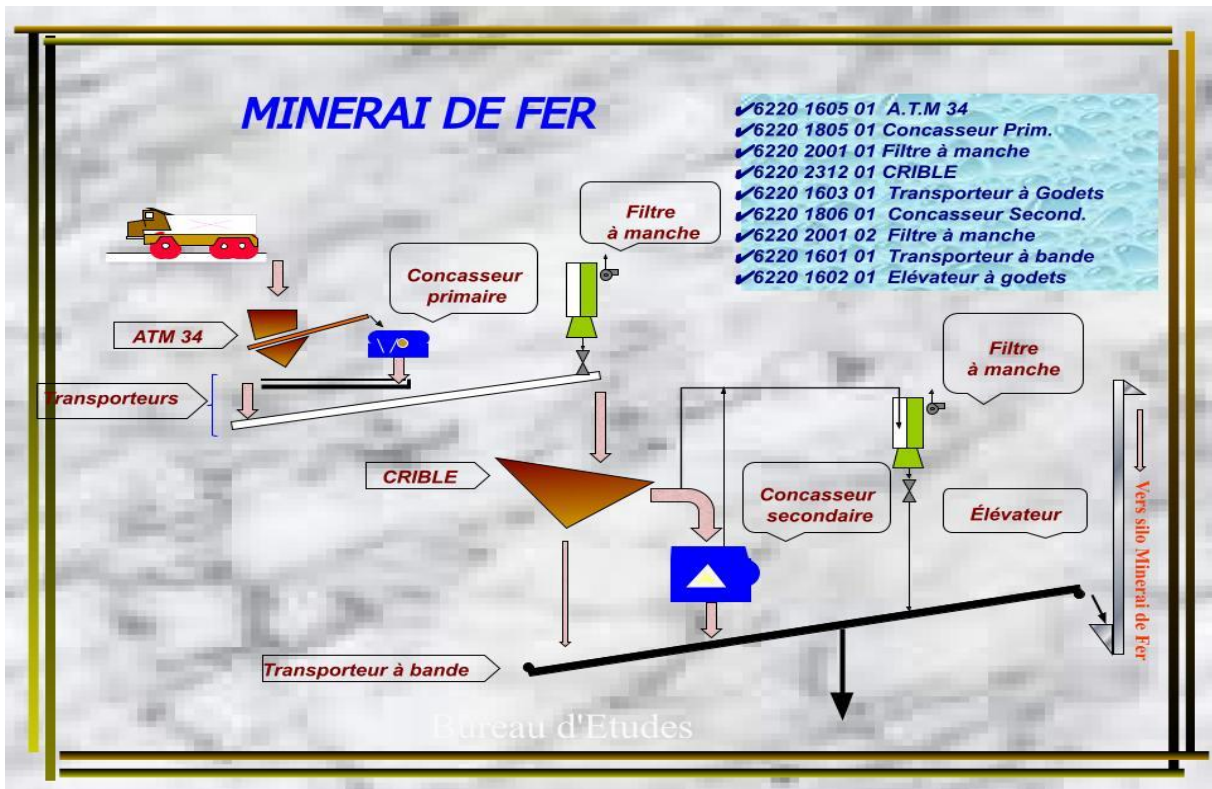 MINERAI DE FER
✔6220 1605 01 A.T.M 34
✔6220 1805 01 Concasseur Prim.
✔6220 2001 01 Filtre à manche
✔6220 2312 01 CRIBLE
✔6220 1603 01 Transporteur à Godets
✔6220 1806 01 Concasseur Second.
✔6220 2001 02 Filtre à manche
✔6220 1601 01 Transporteur à bande
✔6220 1602 01 Elévateur à godets
Filtre
à manche
Concasseur
primaire
ATM 34
Filtre
à manche
Transporteurs
CRIBLE
Concasseur
secondaire
Élévateur
Vers silo Minerai de Fer
Transporteur à bande
Bureau d'Etudes